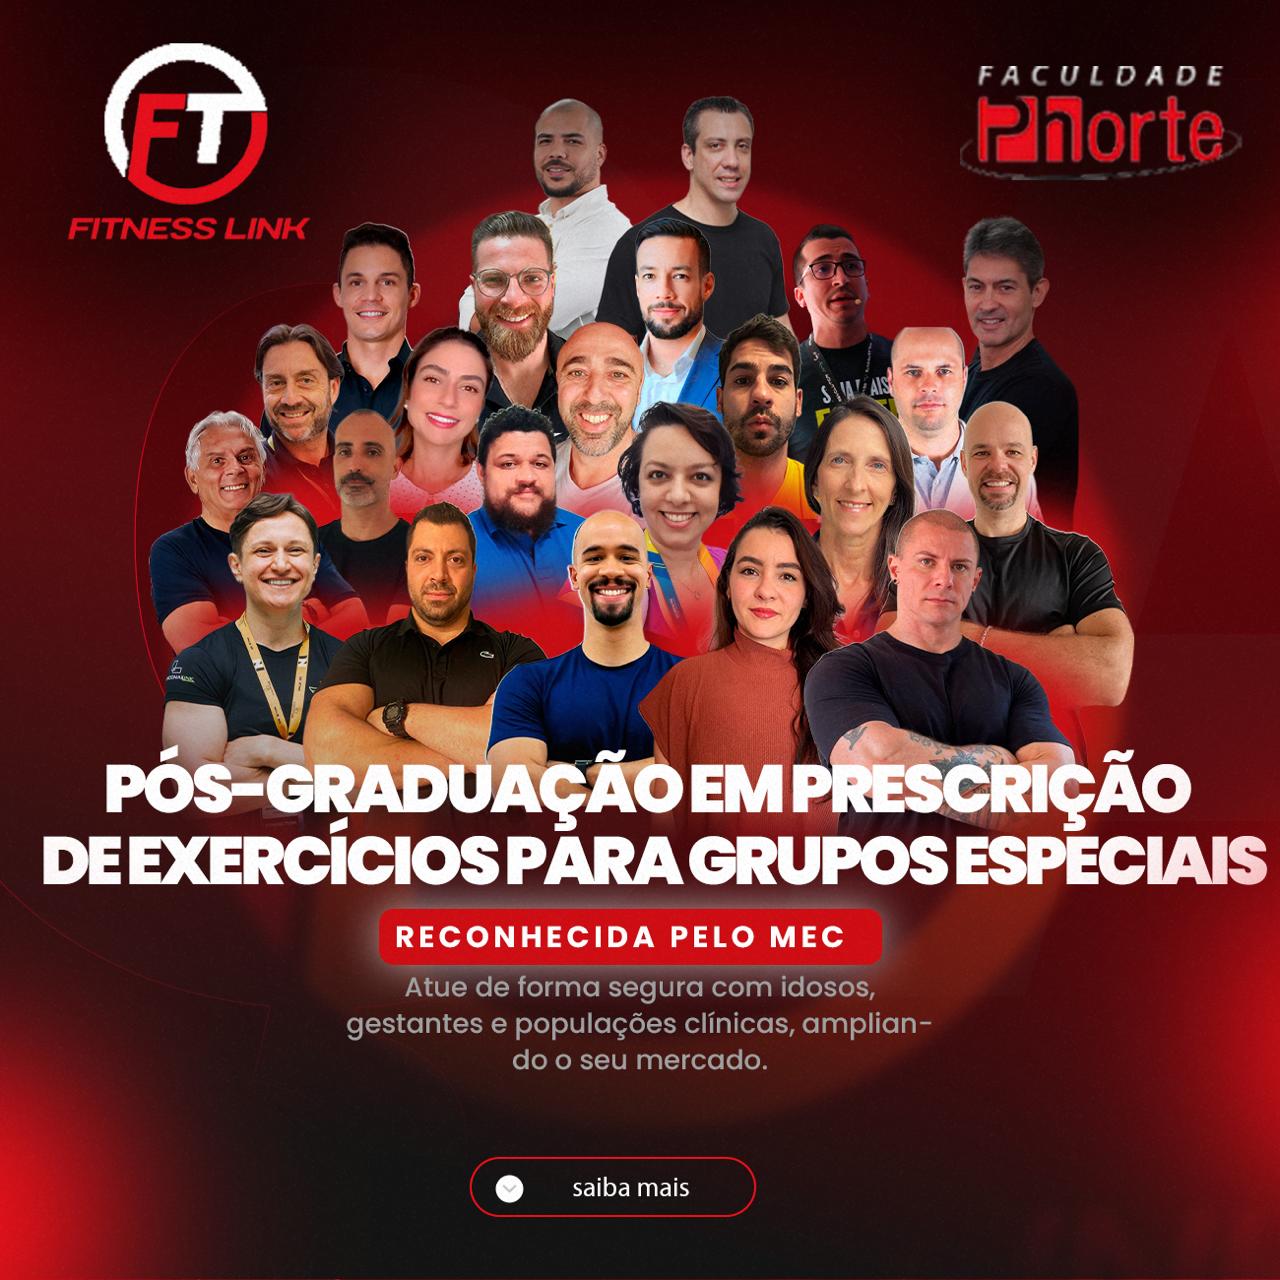 FT
FITNESS LINK
FACULDADE
Phorte
PÓS-GRADUAÇÃO EM PRESCRIÇÃO
DE EXERCÍCIOS PARA GRUPOS ESPECIAIS
RECONHECIDA PELO MEC
Atue de forma segura com idosos,
gestantes e populações clínicas, amplian-
do o seu mercado.
saiba mais